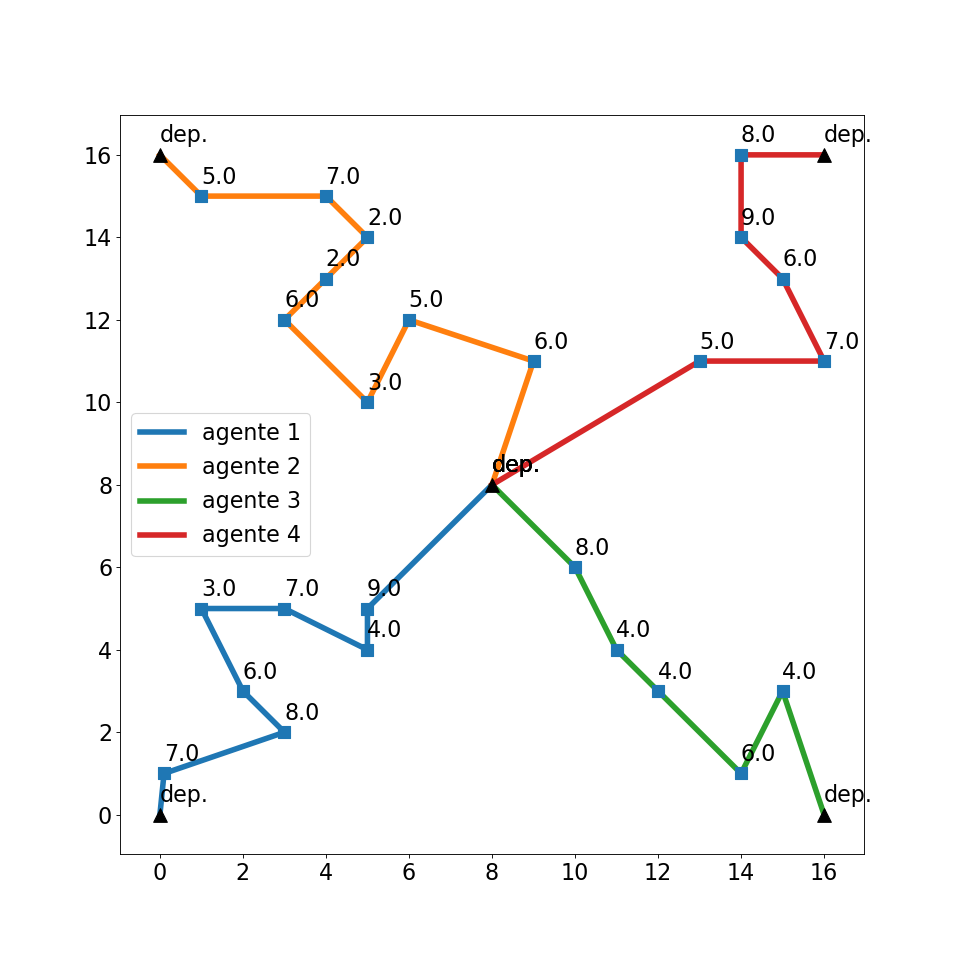 dep. 8.0 dep.
16
5.0 7.0
2.0 9.0
14
2.0 6.0
6.0 5.0
12
6.0 5.0 7.0
3.0
10
agente 1
agente 2 dep.
8
agente 3
agente 4
8.0
6
3.0 7.0 9.0
4.0 4.0
4
6.0 4.0 4.0
8.0
2
7.0 6.0
dep. dep.
0
0 2 4 6 8 10 12 14 16